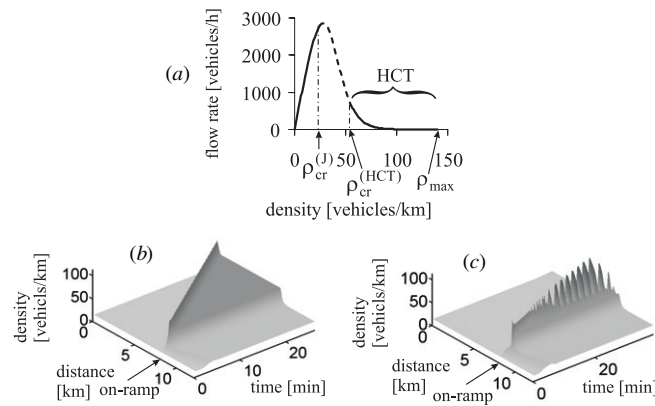 (a)
flow rate [vehicles/h]
3000
2000
1000
0
HCT
0 50 100 150
ρcr(J)
ρcr(HCT)
ρmax
density [vehicles/km]
(b)
density
[vehicles/km]
100
50
0
0
5
10
distance
[km]
on-ramp
0
10
20
time [min]
(c)
density
[vehicls/km]
100
50
0
0
5
10
distance
[km]
on-ramp
0
20
time [min]